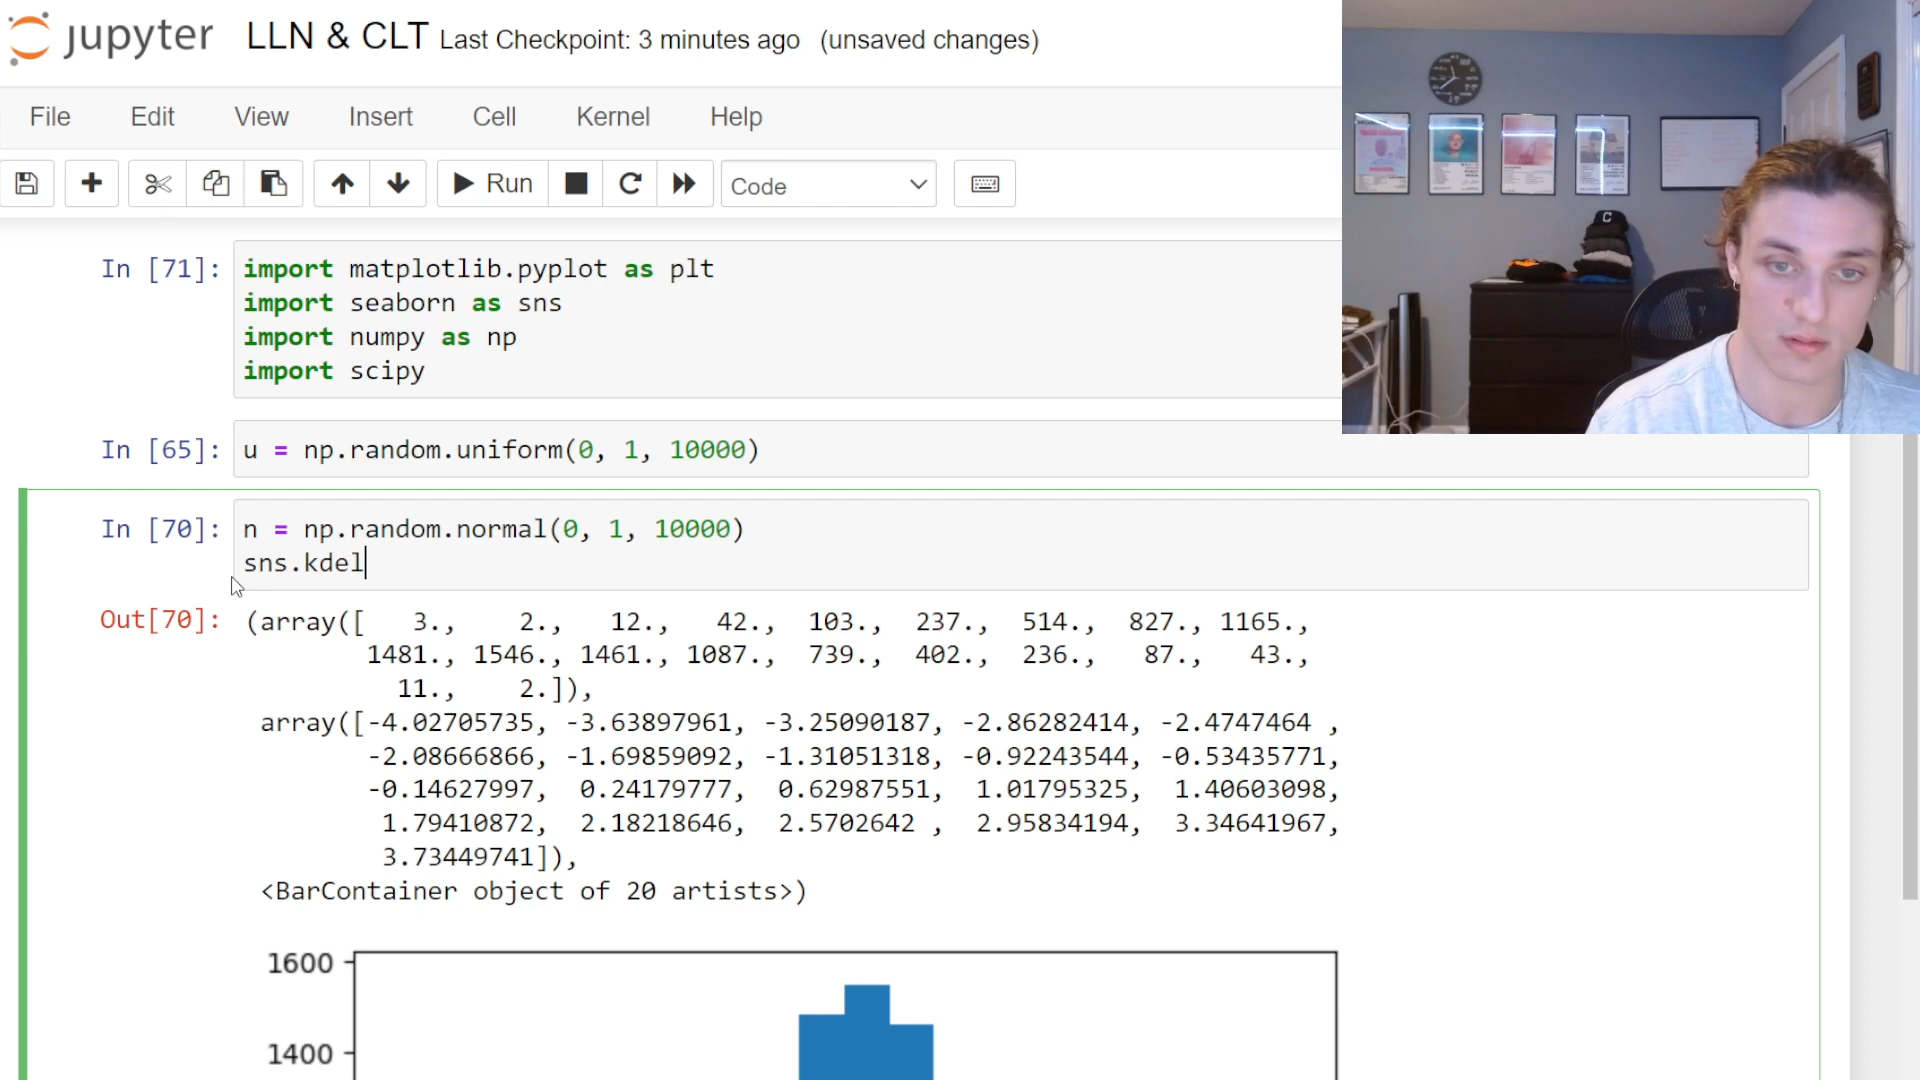 jupyter LLN & CLT Last Checkpoint: 3 minutes ago (unsaved changes)
File Edit View Insert Cell Kernel Help
Run Code
In [71]: import matplotlib.pyplot as plt
import seaborn as sns
import numpy as np
import scipy
In [65]: u = np.random.uniform(0, 1, 10000)
In [70]: n = np.random.normal(0, 1, 10000)
sns.kdel
Out[70]: (array([ 3., 2., 12., 42., 103., 237., 514., 827., 1165.,
1481., 1546., 1461., 1087., 739., 402., 236., 87., 43.,
11., 2.]),
array([-4.02705735, -3.63897961, -3.25090187, -2.86282414, -2.4747464 ,
-2.08666866, -1.69859092, -1.31051318, -0.92243544, -0.53435771,
-0.14627997, 0.24179777, 0.62987551, 1.01795325, 1.40603098,
1.79410872, 2.18218646, 2.5702642 , 2.95834194, 3.34641967,
3.73449741]),
<BarContainer object of 20 artists>)
1600
1400
C